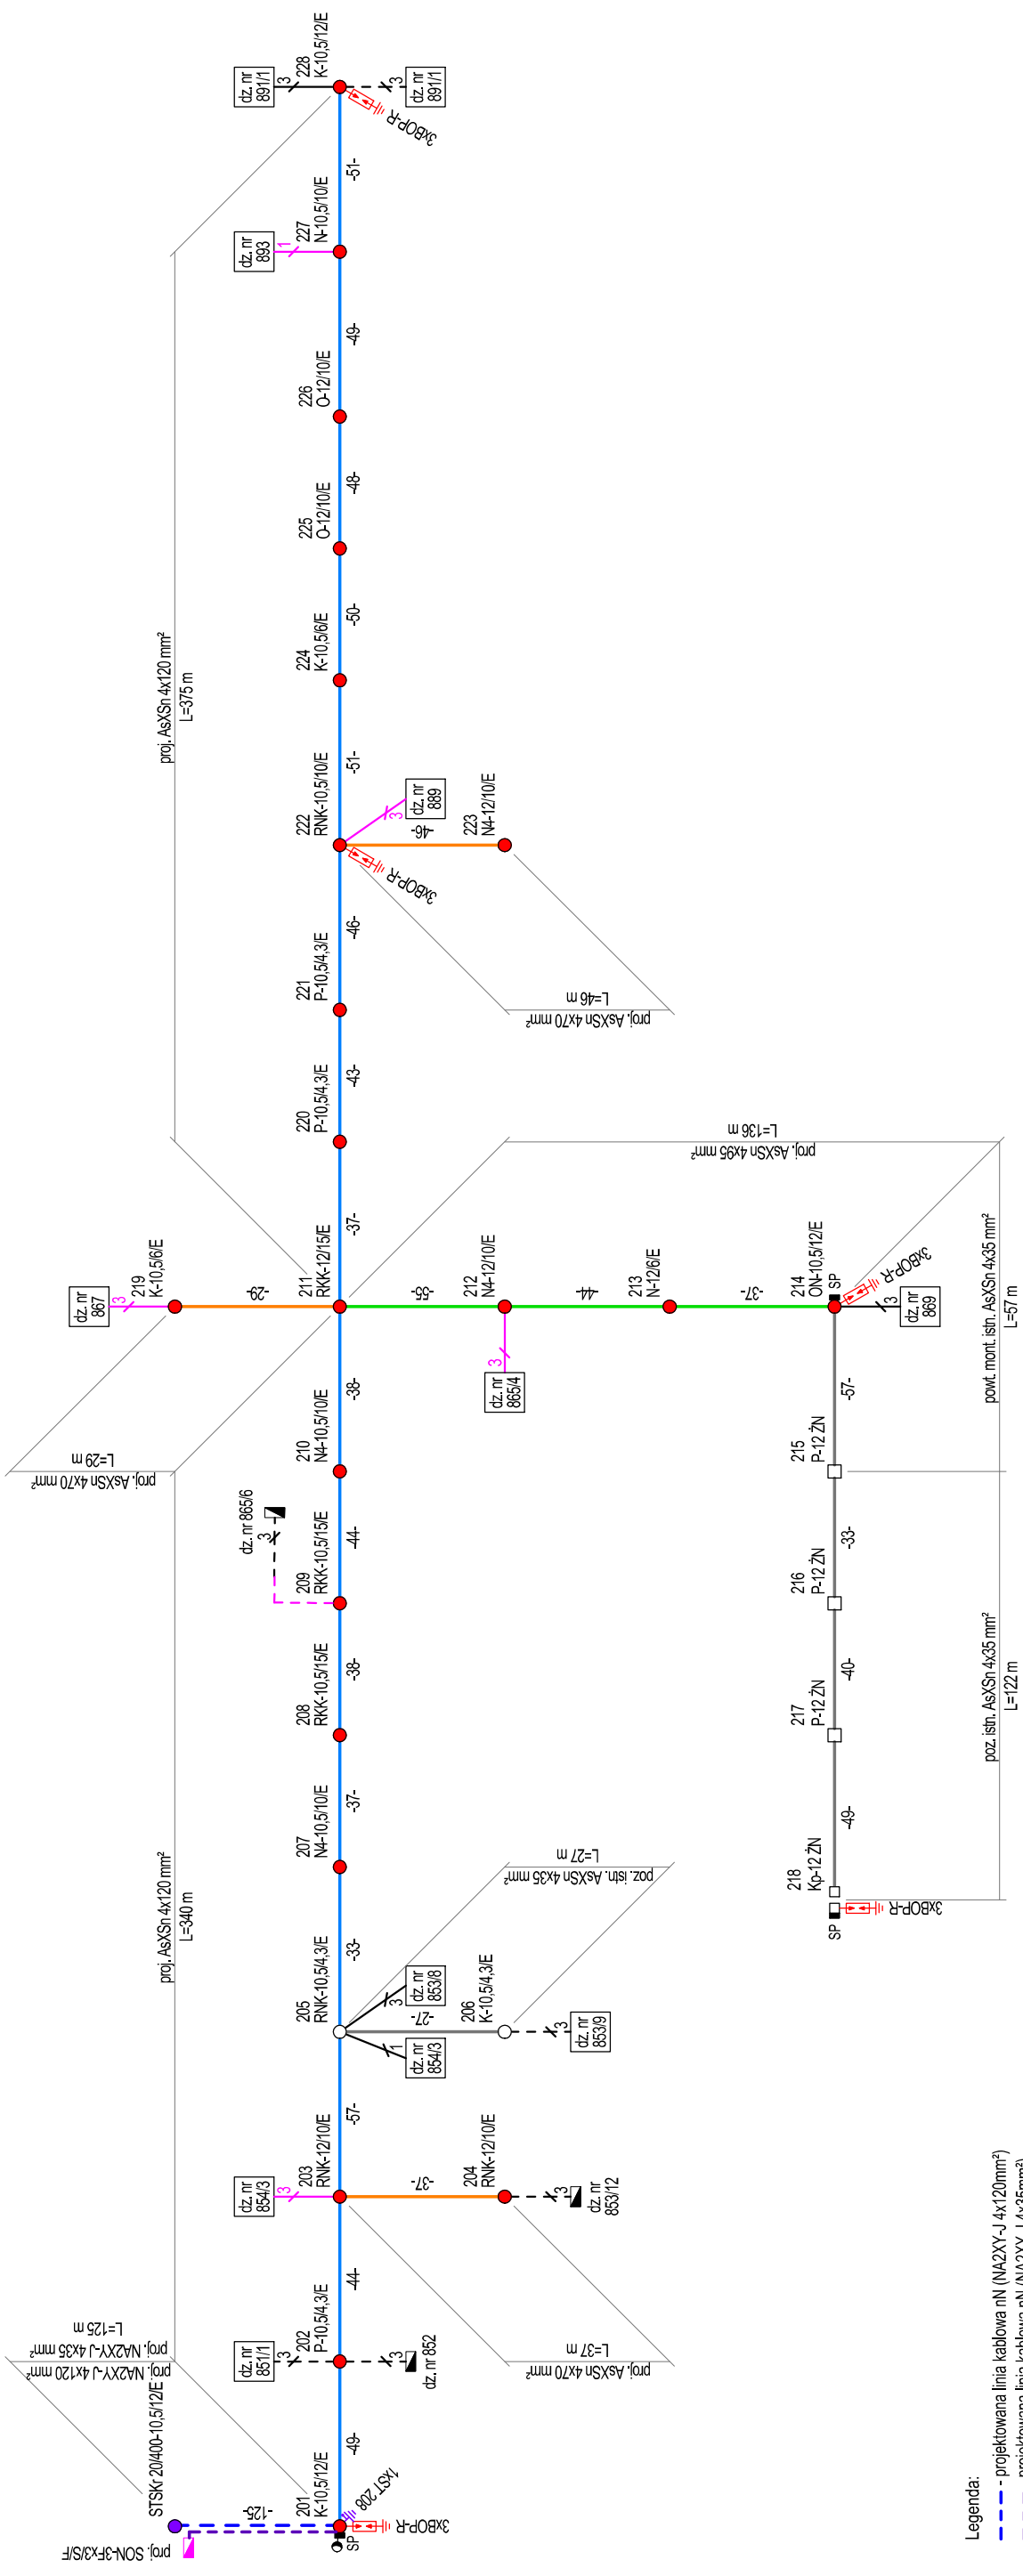 proj. SON-3Fx3/S/F
STSKr 20/400-10,5/12/E
-125-
proj. NA2XY-J 4x120 mm²
proj. NA2XY-J 4x35 mm²
L=125 m
201
K-10,5/12/E
SP
1xST 208
3xBOP-R
-49-
dz. nr
851/1
3
202
P-10,5/4,3/E
3
dz. nr 852
-44-
dz. nr
854/3
3
203
RNK-12/10/E
-37-
204
RNK-12/10/E
3
dz. nr
853/12
proj. AsXSn 4x70 mm²
L=37 m
-57-
205
RNK-10,5/4,3/E
1
dz. nr
854/3
3
dz. nr
853/8
-27-
206
K-10,5/4,3/E
3
dz. nr
853/9
poz. istn. AsXSn 4x35 mm²
L=27 m
-33-
207
N4-10,5/10/E
-37-
208
RKK-10,5/15/E
-38-
209
RKK-10,5/15/E
3
dz. nr 865/6
-44-
210
N4-10,5/10/E
-38-
proj. AsXSn 4x120 mm²
L=340 m
211
RKK-12/15/E
-29-
219
K-10,5/6/E
3
dz. nr
867
proj. AsXSn 4x70 mm²
L=29 m
-55-
212
N4-12/10/E
3
dz. nr
865/4
-44-
213
N-12/6/E
-37-
214
ON-10,5/12/E
SP
3xBOP-R
3
dz. nr
869
proj. AsXSn 4x95 mm²
L=136 m
-57-
215
P-12 ŻN
-33-
216
P-12 ŻN
-40-
217
P-12 ŻN
-49-
218
Kp-12 ŻN
SP
3xBOP-R
poz. istn. AsXSn 4x35 mm²
L=122 m
powt. mont. istn. AsXSn 4x35 mm²
L=57 m
-37-
220
P-10,5/4,3/E
-43-
221
P-10,5/4,3/E
-46-
222
RNK-10,5/10/E
3xBOP-R
3
dz. nr
889
-46-
223
N4-12/10/E
proj. AsXSn 4x70 mm²
L=46 m
-51-
224
K-10,5/6/E
-50-
225
O-12/10/E
-48-
226
O-12/10/E
-49-
227
N-10,5/10/E
1
dz. nr
893
-51-
228
K-10,5/12/E
3
dz. nr
891/1
3
dz. nr
891/1
3xBOP-R
proj. AsXSn 4x120 mm²
L=375 m
Legenda:
- projektowana linia kablowa nN (NA2XY-J 4x120mm²)
- projektowana linia kablowa nN (NA2XY-J 4x35mm²)